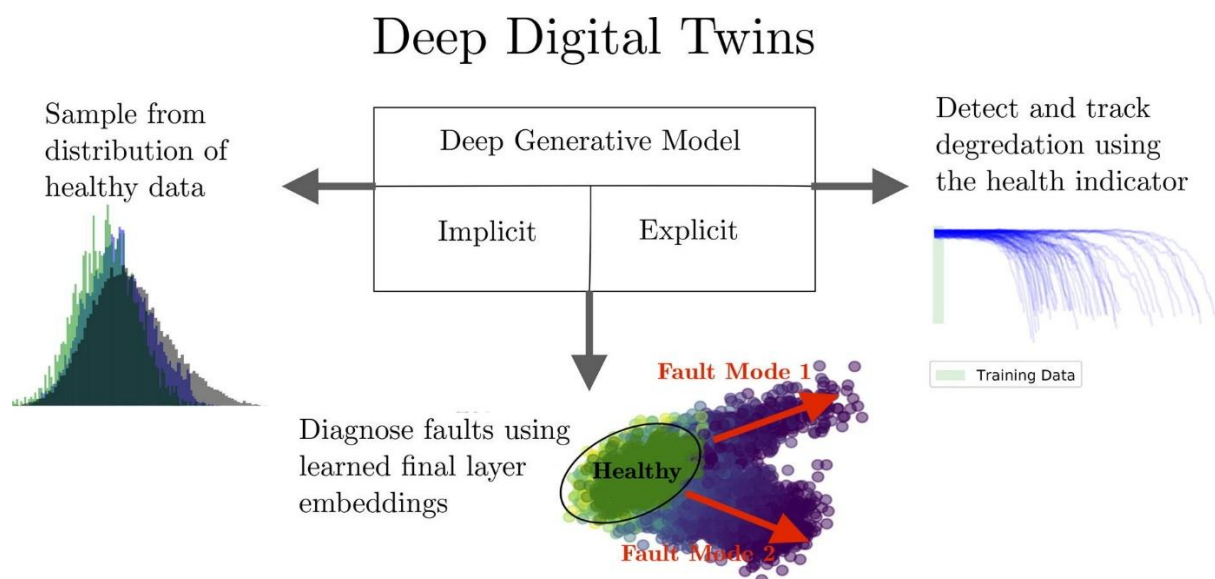 Deep Digital Twins
Sample from
distribution of
healthy data
Deep Generative Model
Implicit
Explicit
Detect and track
degredation using
the health indicator
Training Data
Diagnose faults using
learned final layer
embeddings
Fault Mode 1
Healthy
Fault Mode 2